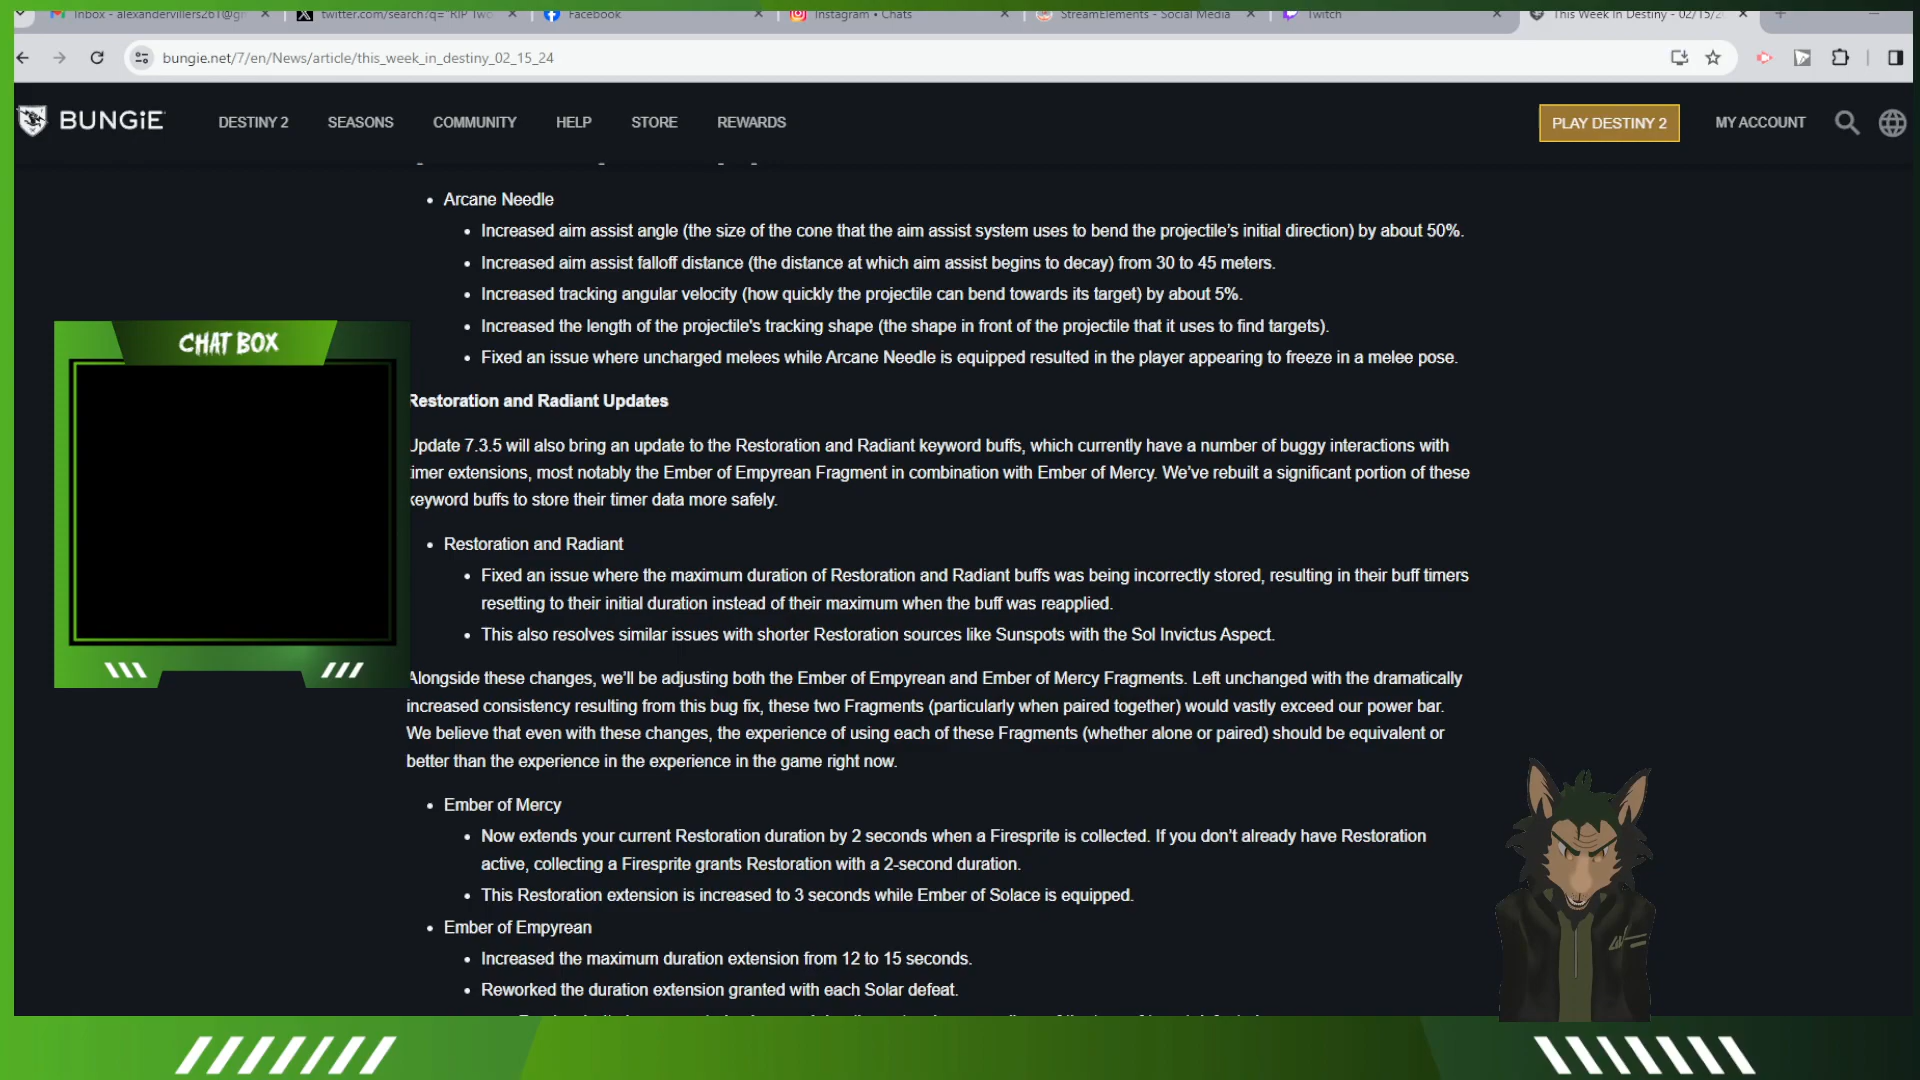 Inbox - alexandervillers261@gm
twitter.com/search?q="RIP Two
Facebook
Instagram • Chats
StreamElements - Social Media
Twitch
This Week In Destiny - 02/15/2
bungie.net/7/en/News/article/this_week_in_destiny_02_15_24
BUNGiE
DESTINY 2
SEASONS
COMMUNITY
HELP
STORE
REWARDS
PLAY DESTINY 2
MY ACCOUNT
• Arcane Needle
• Increased aim assist angle (the size of the cone that the aim assist system uses to bend the projectile's initial direction) by about 50%.
• Increased aim assist falloff distance (the distance at which aim assist begins to decay) from 30 to 45 meters.
• Increased tracking angular velocity (how quickly the projectile can bend towards its target) by about 5%.
• Increased the length of the projectile's tracking shape (the shape in front of the projectile that it uses to find targets).
• Fixed an issue where uncharged melees while Arcane Needle is equipped resulted in the player appearing to freeze in a melee pose.
CHAT BOX
Restoration and Radiant Updates
Update 7.3.5 will also bring an update to the Restoration and Radiant keyword buffs, which currently have a number of buggy interactions with
timer extensions, most notably the Ember of Empyrean Fragment in combination with Ember of Mercy. We've rebuilt a significant portion of these
keyword buffs to store their timer data more safely.
• Restoration and Radiant
• Fixed an issue where the maximum duration of Restoration and Radiant buffs was being incorrectly stored, resulting in their buff timers
resetting to their initial duration instead of their maximum when the buff was reapplied.
• This also resolves similar issues with shorter Restoration sources like Sunspots with the Sol Invictus Aspect.
Alongside these changes, we'll be adjusting both the Ember of Empyrean and Ember of Mercy Fragments. Left unchanged with the dramatically
increased consistency resulting from this bug fix, these two Fragments (particularly when paired together) would vastly exceed our power bar.
We believe that even with these changes, the experience of using each of these Fragments (whether alone or paired) should be equivalent or
better than the experience in the experience in the game right now.
• Ember of Mercy
• Now extends your current Restoration duration by 2 seconds when a Firesprite is collected. If you don't already have Restoration
active, collecting a Firesprite grants Restoration with a 2-second duration.
• This Restoration extension is increased to 3 seconds while Ember of Solace is equipped.
• Ember of Empyrean
• Increased the maximum duration extension from 12 to 15 seconds.
• Reworked the duration extension granted with each Solar defeat.